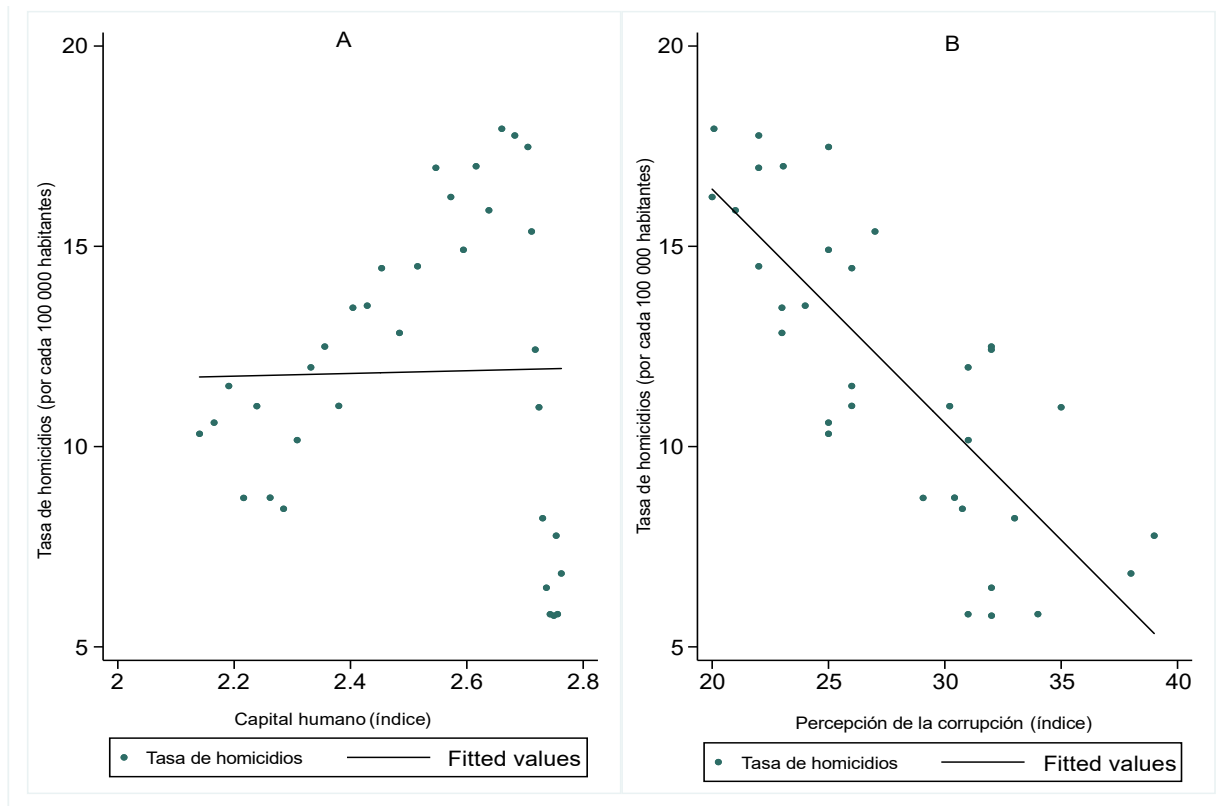 A
20
15
10
5
Tasa de homicidios (por cada 100 000 habitantes)
2 2.2 2.4 2.6 2.8
Capital humano (índice)
Tasa de homicidios Fitted values
B
20
15
10
5
Tasa de homicidios (por cada 100 000 habitantes)
20 25 30 35 40
Percepción de la corrupción (índice)
Tasa de homicidios Fitted values